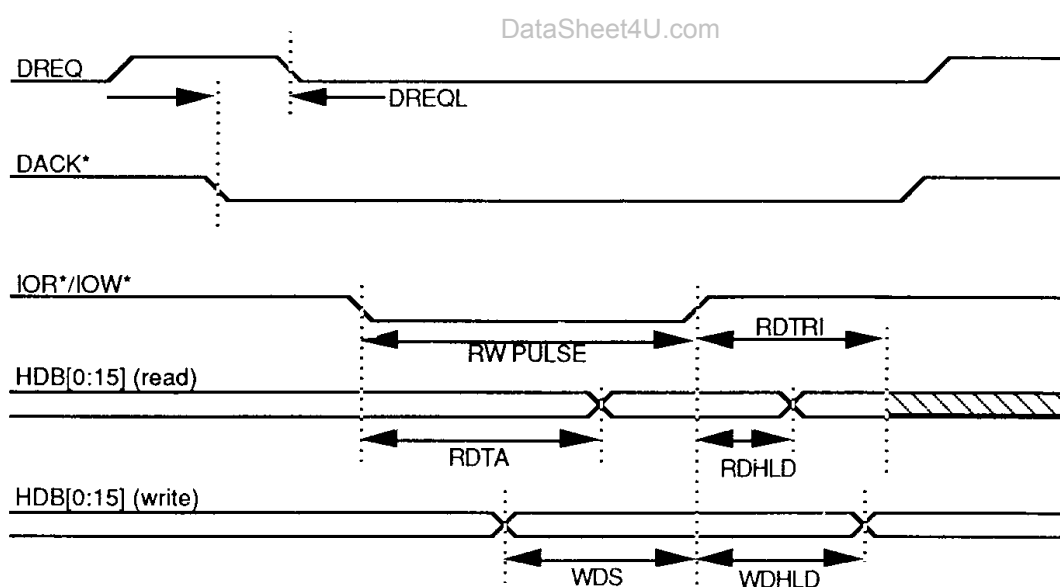 DataSheet4U.com
DREQ
DREQL
DACK*
IOR*/IOW*
RDTRI
RW PULSE
HDB[0:15] (read)
RDTA
RDHLD
HDB[0:15] (write)
WDS
WDHLD